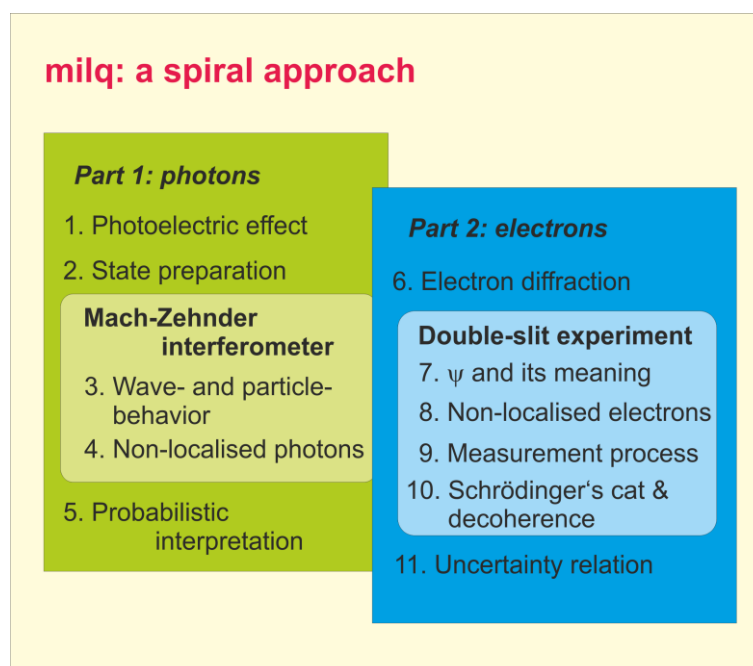 milq: a spiral approach
Part 1: photons
1. Photoelectric effect
2. State preparation
Mach-Zehnder
interferometer
3. Wave- and particle-
behavior
4. Non-localised photons
5. Probabilistic
interpretation
Part 2: electrons
6. Electron diffraction
Double-slit experiment
7. ψ and its meaning
8. Non-localised electrons
9. Measurement process
10. Schrödinger‘s cat &
decoherence
11. Uncertainty relation